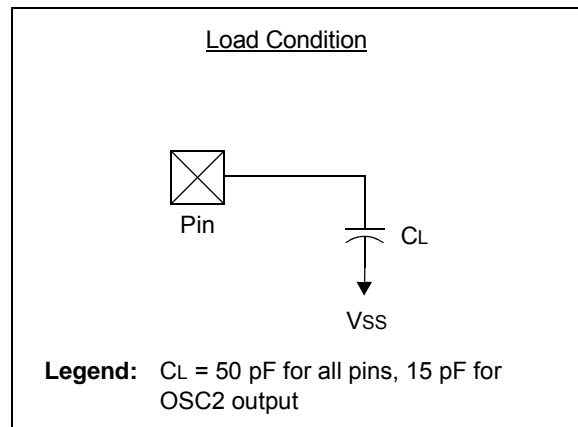 Load Condition
Pin
CL
VSS
Legend: CL = 50 pF for all pins, 15 pF for
OSC2 output